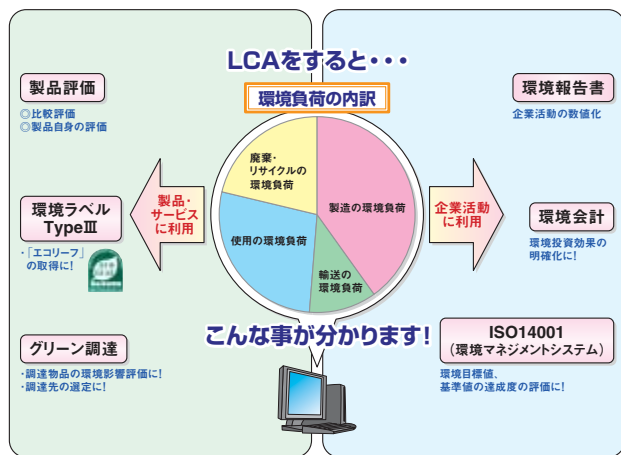 LCAをすると・・・
環境負荷の内訳
製品評価
◎比較評価
◎製品自身の評価
環境ラベル
TypeⅢ
・「エコリーフ」
の取得に!
グリーン調達
・調達物品の環境影響評価に!
・調達先の選定に!
製品・
サービス
に利用
廃棄・
リサイクルの
環境負荷
製造の環境負荷
使用の環境負荷
輸送の
環境負荷
企業活動
に利用
環境報告書
企業活動の数値化
環境会計
環境投資効果の
明確化に!
ISO14001
(環境マネジメントシステム)
環境目標値、
基準値の達成度の評価に!
こんな事が分かります!